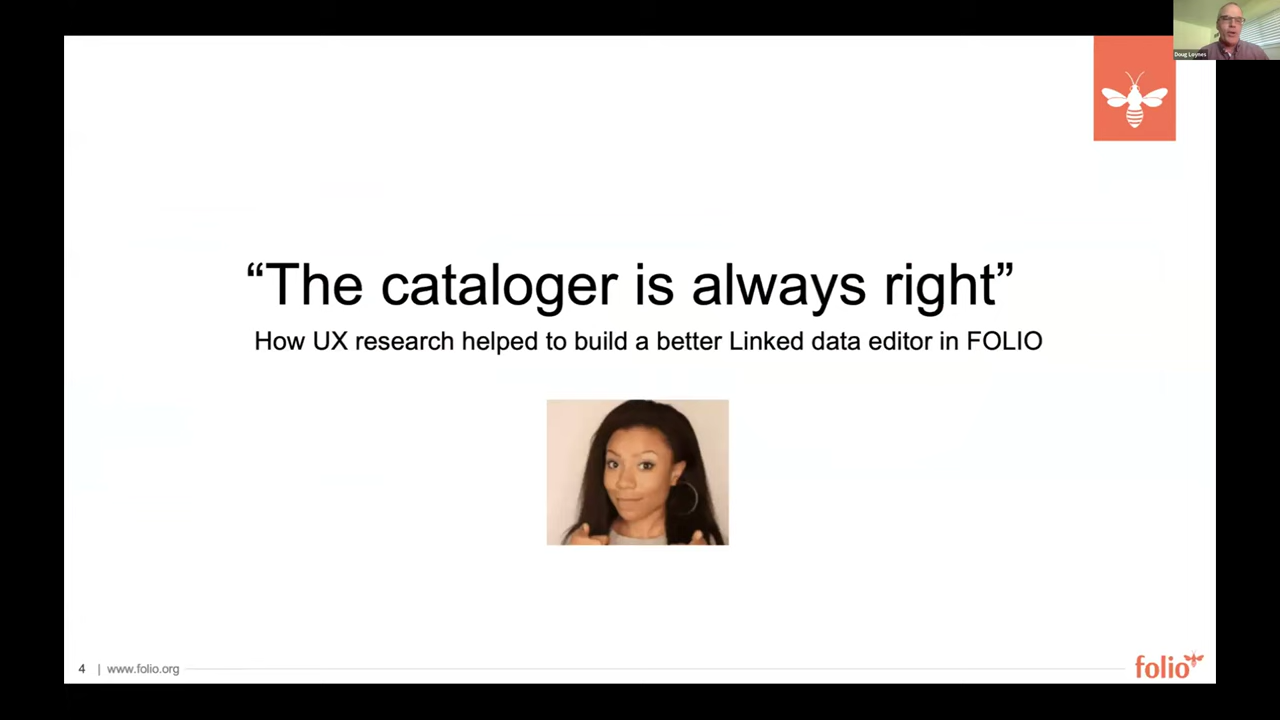 Doug Loynes
“The cataloger is always right”
How UX research helped to build a better Linked data editor in FOLIO
4 | www.folio.org
folio